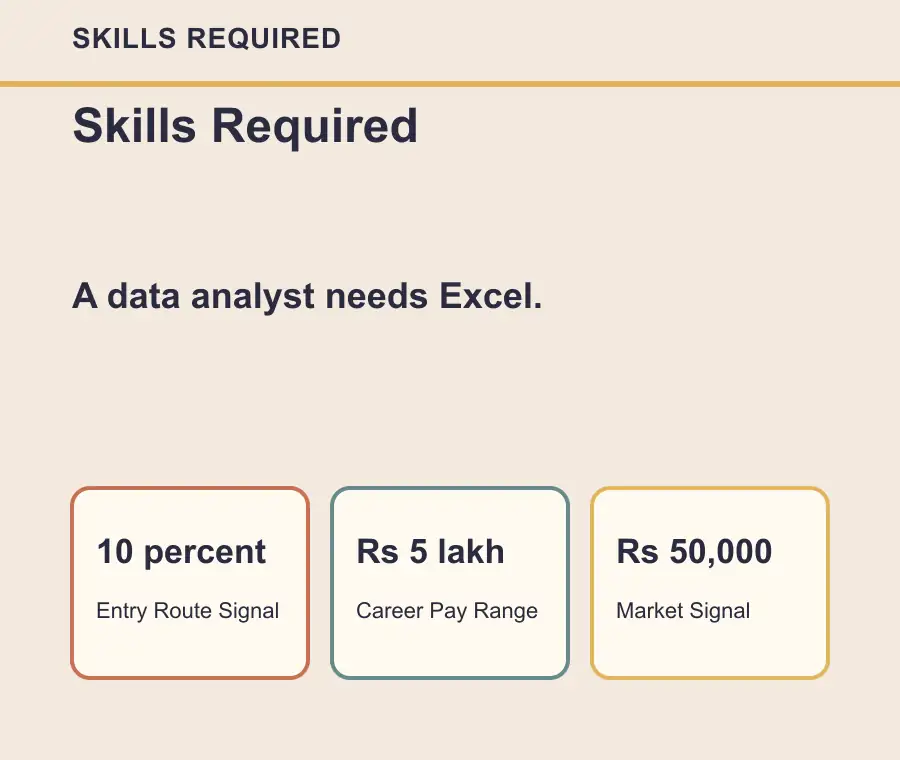 SKILLS REQUIRED
Skills Required
A data analyst needs Excel.
10 percent
Entry Route Signal
Rs 5 lakh
Career Pay Range
Rs 50,000
Market Signal